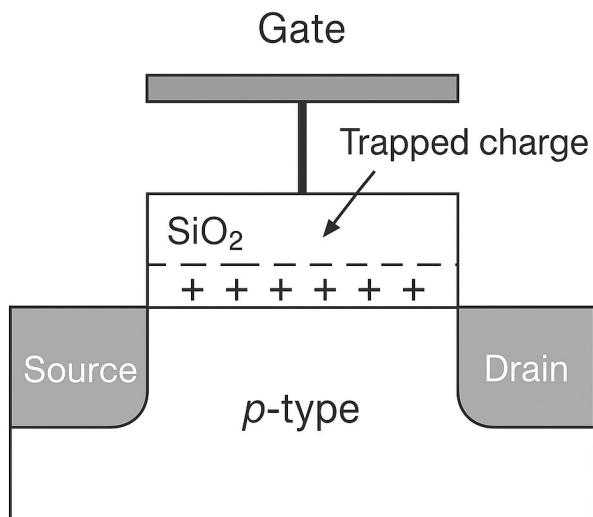 Gate
Trapped charge
SiO₂
+ + + + + +
Source
Drain
p-type